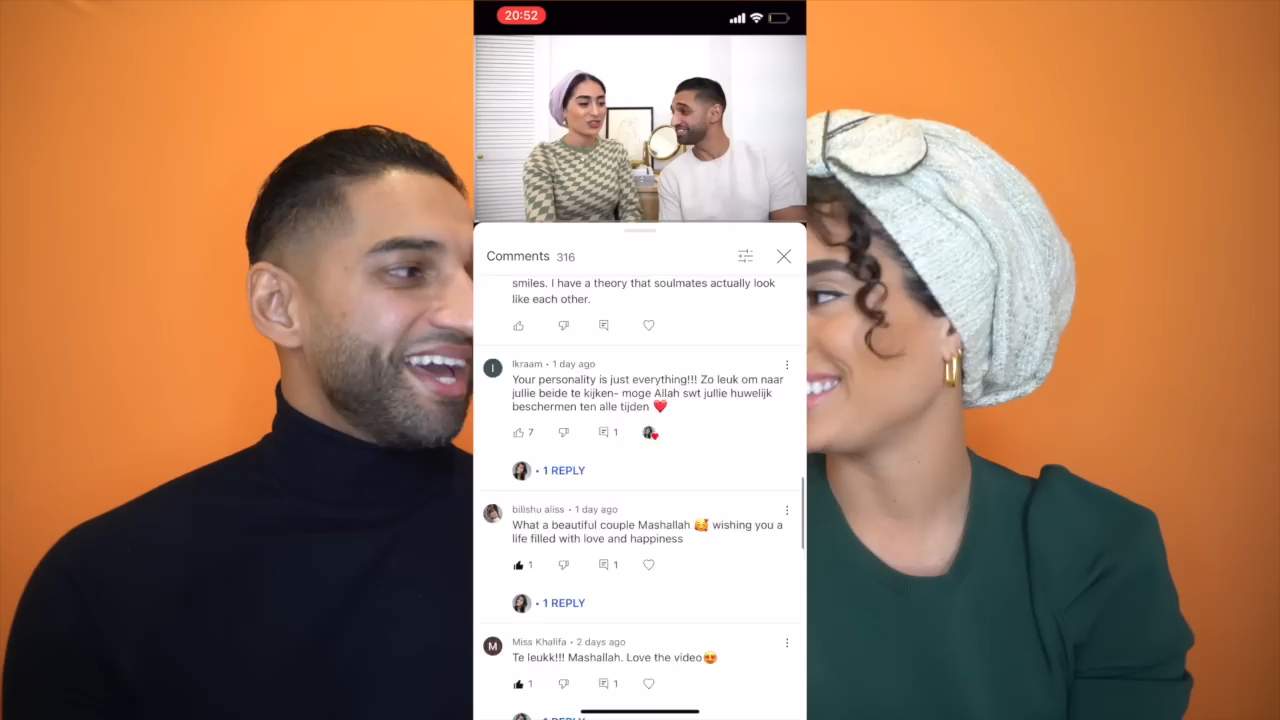 20:52
Comments 316
smiles. I have a theory that soulmates actually look
like each other.
Ikraam • 1 day ago
Your personality is just everything!!! Zo leuk om naar
jullie beide te kijken- moge Allah swt jullie huwelijk
beschermen ten alle tijden ❤️
7 1
• 1 REPLY
bilishu aliss • 1 day ago
What a beautiful couple Mashallah 🥰 wishing you a
life filled with love and happiness
1 1
• 1 REPLY
M
Miss Khalifa • 2 days ago
Te leukk!!! Mashallah. Love the video😍
1 1
1 REPLY